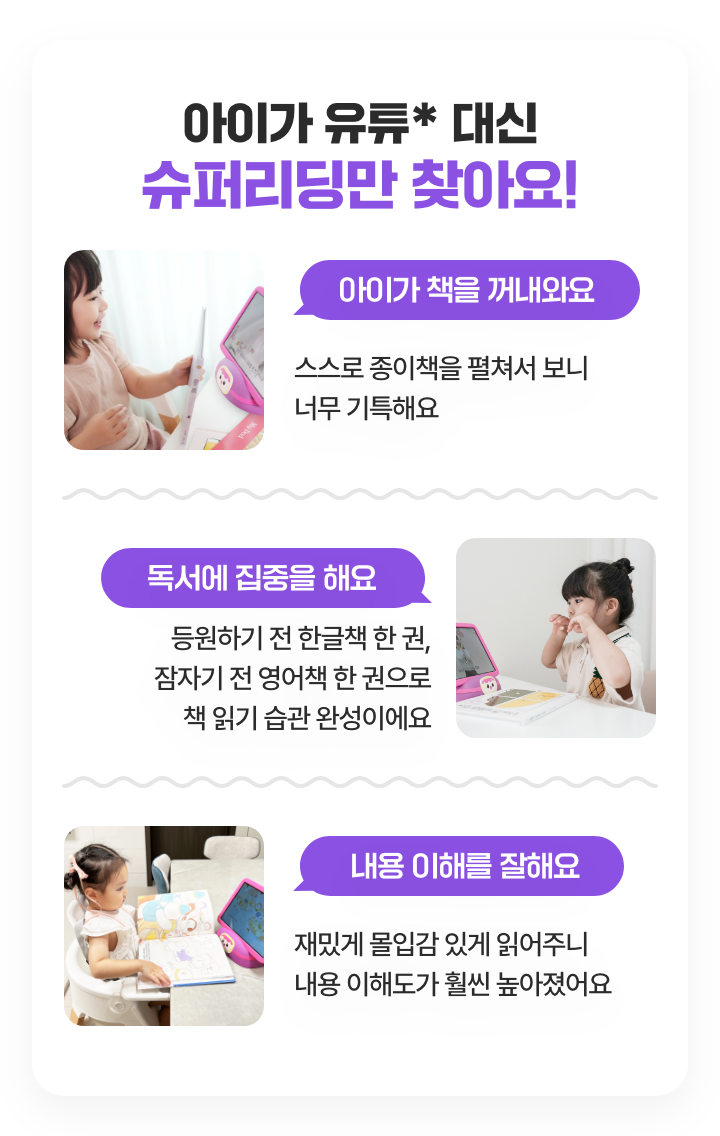 아이가 유튜* 대신
슈퍼리딩만 찾아요!
아이가 책을 꺼내와요
스스로 종이책을 펼쳐서 보니
너무 기특해요
독서에 집중을 해요
등원하기 전 한글책 한 권,
잠자기 전 영어책 한 권으로
책 읽기 습관 완성이에요
내용 이해를 잘해요
재밌게 몰입감 있게 읽어주니
내용 이해도가 훨씬 높아졌어요